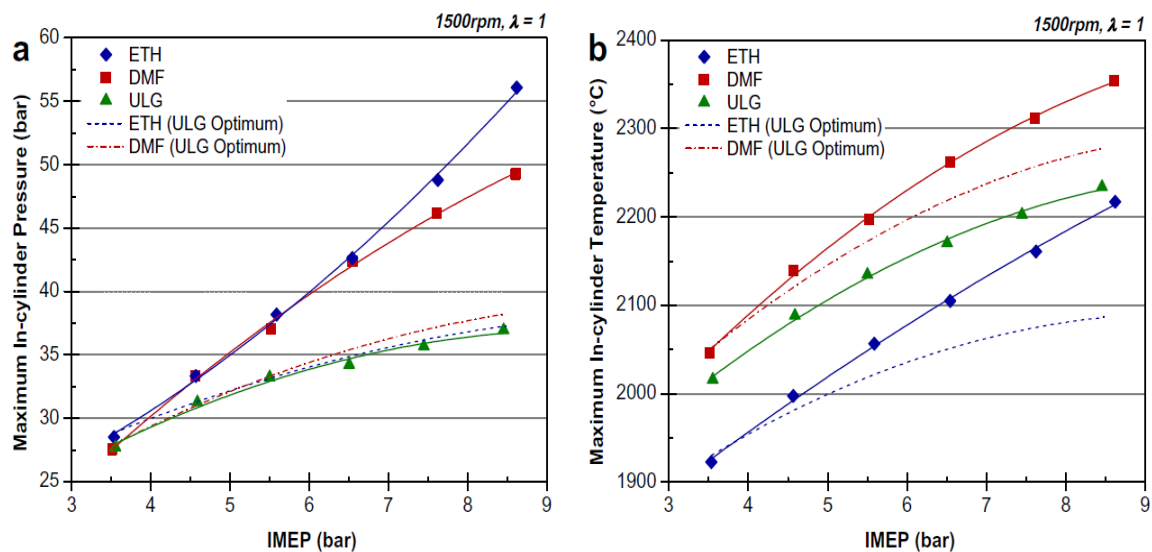 1500rpm, λ = 1
a
ETH
DMF
ULG
ETH (ULG Optimum)
DMF (ULG Optimum)
Maximum In-cylinder Pressure (bar)
60
55
50
45
40
35
30
25
3 4 5 6 7 8 9
IMEP (bar)
1500rpm, λ = 1
b
ETH
DMF
ULG
ETH (ULG Optimum)
DMF (ULG Optimum)
Maximum In-cylinder Temperature (°C)
2400
2300
2200
2100
2000
1900
3 4 5 6 7 8 9
IMEP (bar)